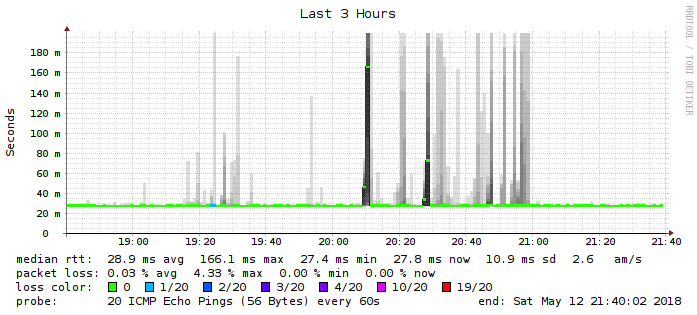 Last 3 Hours
RRDTOOL / TOBI OETIKER
Seconds
180 m
160 m
140 m
120 m
100 m
80 m
60 m
40 m
20 m
0
19:00 19:20 19:40 20:00 20:20 20:40 21:00 21:20 21:40
median rtt: 28.9 ms avg 166.1 ms max 27.4 ms min 27.8 ms now 10.9 ms sd 2.6 am/s
packet loss: 0.03 % avg 4.33 % max 0.00 % min 0.00 % now
loss color: 0 1/20 2/20 3/20 4/20 10/20 19/20
probe: 20 ICMP Echo Pings (56 Bytes) every 60s end: Sat May 12 21:40:02 2018